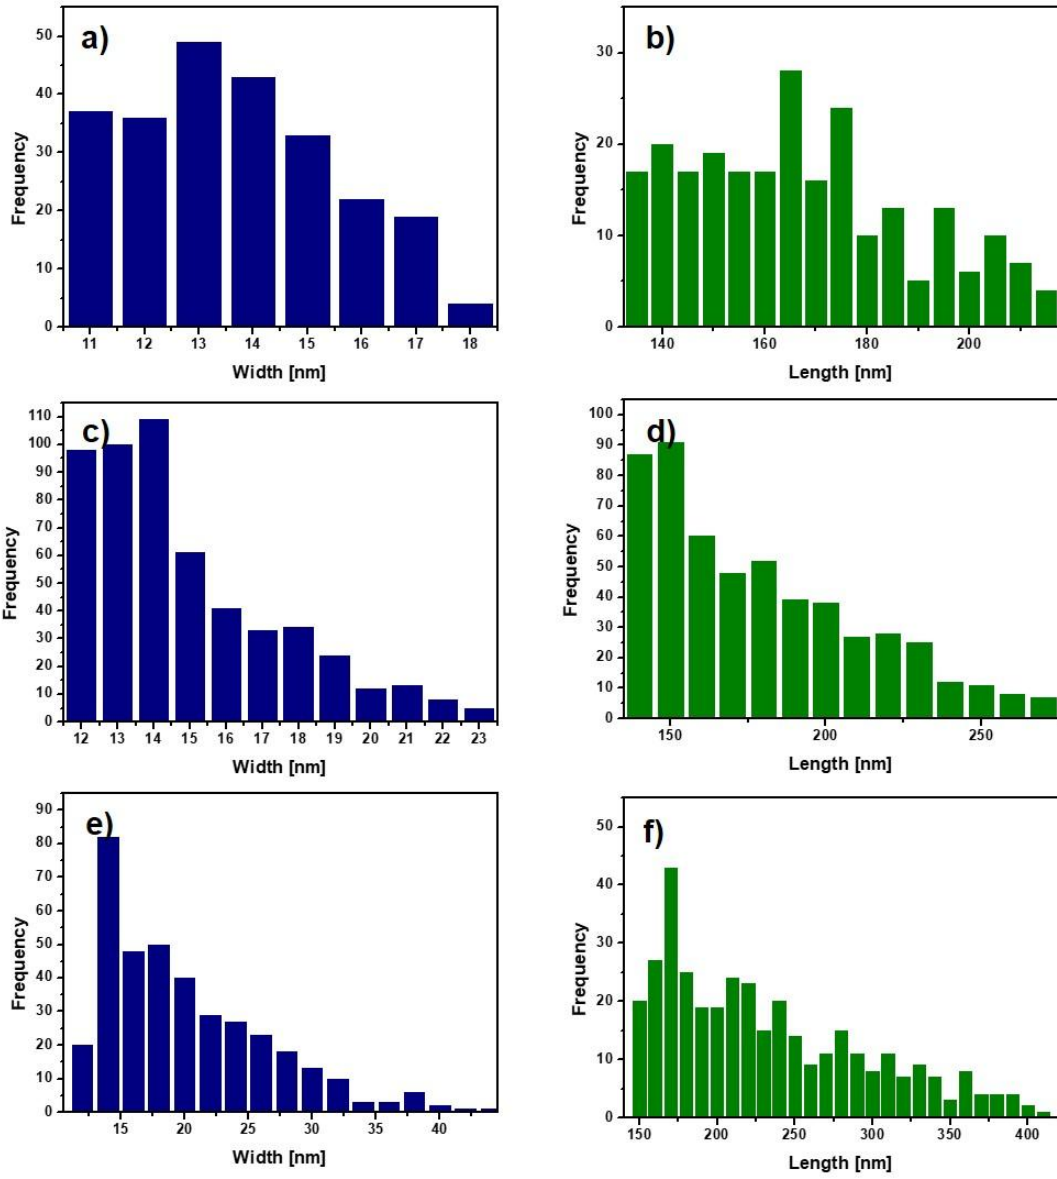 a)
50
40
30
20
10
0
Frequency
11 12 13 14 15 16 17 18
Width [nm]
b)
30
20
10
0
Frequency
140 160 180 200
Length [nm]
c)
110
100
90
80
70
60
50
40
30
20
10
0
Frequency
12 13 14 15 16 17 18 19 20 21 22 23
Width [nm]
d)
100
90
80
70
60
50
40
30
20
10
0
Frequency
150 200 250
Length [nm]
e)
90
80
70
60
50
40
30
20
10
0
Frequency
15 20 25 30 35 40
Width [nm]
f)
50
40
30
20
10
0
Frequency
150 200 250 300 350 400
Length [nm]